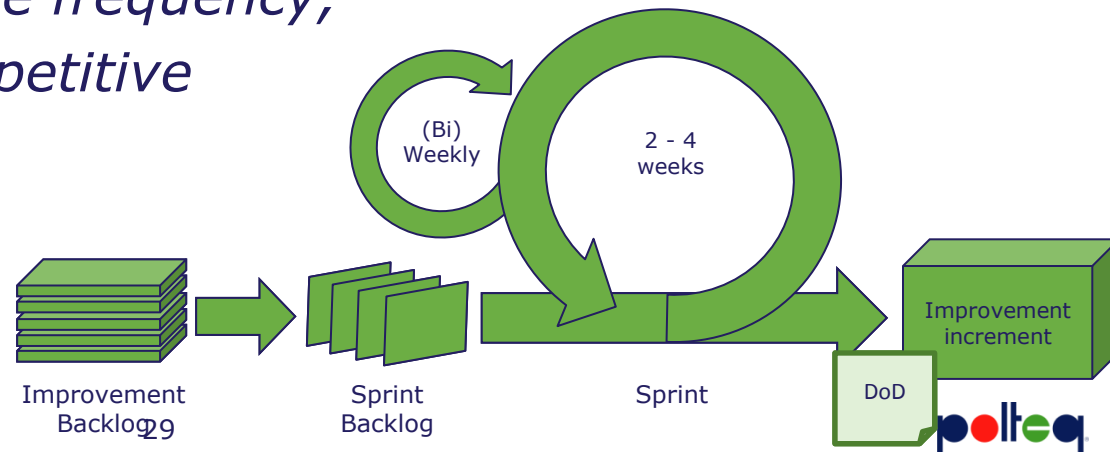 frequency,
petitive
(Bi)
Weekly
2 - 4
weeks
Improvement
increment
DoD
Improvement
Backlog
29
Sprint
Backlog
Sprint
polteq